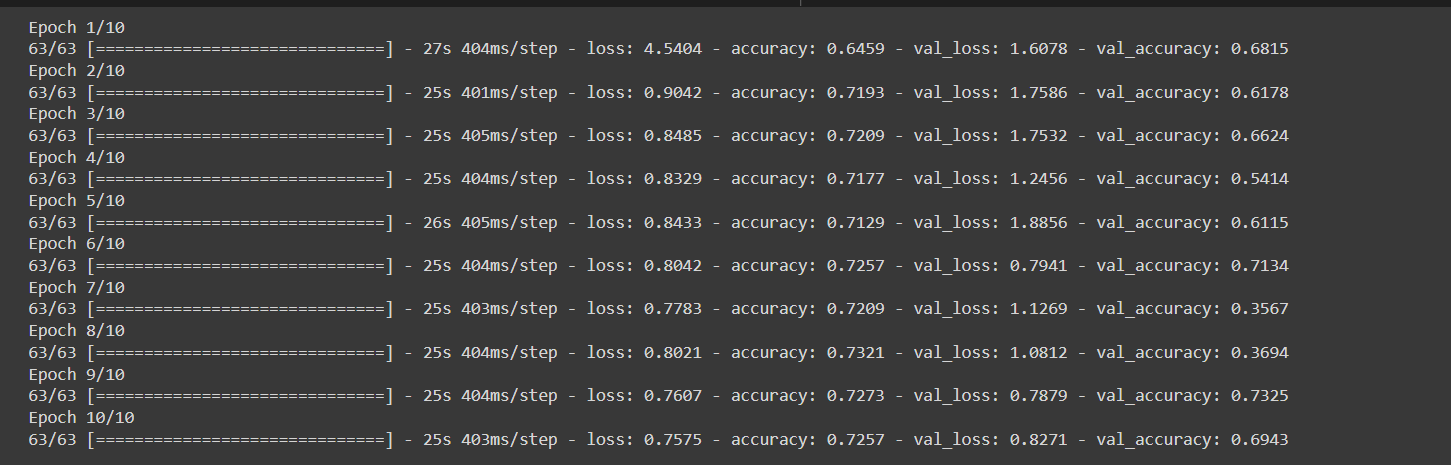 Epoch 1/10
63/63 [==============================] - 27s 404ms/step - loss: 4.5404 - accuracy: 0.6459 - val_loss: 1.6078 - val_accuracy: 0.6815
Epoch 2/10
63/63 [==============================] - 25s 401ms/step - loss: 0.9042 - accuracy: 0.7193 - val_loss: 1.7586 - val_accuracy: 0.6178
Epoch 3/10
63/63 [==============================] - 25s 405ms/step - loss: 0.8485 - accuracy: 0.7209 - val_loss: 1.7532 - val_accuracy: 0.6624
Epoch 4/10
63/63 [==============================] - 25s 404ms/step - loss: 0.8329 - accuracy: 0.7177 - val_loss: 1.2456 - val_accuracy: 0.5414
Epoch 5/10
63/63 [==============================] - 26s 405ms/step - loss: 0.8433 - accuracy: 0.7129 - val_loss: 1.8856 - val_accuracy: 0.6115
Epoch 6/10
63/63 [==============================] - 25s 404ms/step - loss: 0.8042 - accuracy: 0.7257 - val_loss: 0.7941 - val_accuracy: 0.7134
Epoch 7/10
63/63 [==============================] - 25s 403ms/step - loss: 0.7783 - accuracy: 0.7209 - val_loss: 1.1269 - val_accuracy: 0.3567
Epoch 8/10
63/63 [==============================] - 25s 404ms/step - loss: 0.8021 - accuracy: 0.7321 - val_loss: 1.0812 - val_accuracy: 0.3694
Epoch 9/10
63/63 [==============================] - 25s 404ms/step - loss: 0.7607 - accuracy: 0.7273 - val_loss: 0.7879 - val_accuracy: 0.7325
Epoch 10/10
63/63 [==============================] - 25s 403ms/step - loss: 0.7575 - accuracy: 0.7257 - val_loss: 0.8271 - val_accuracy: 0.6943